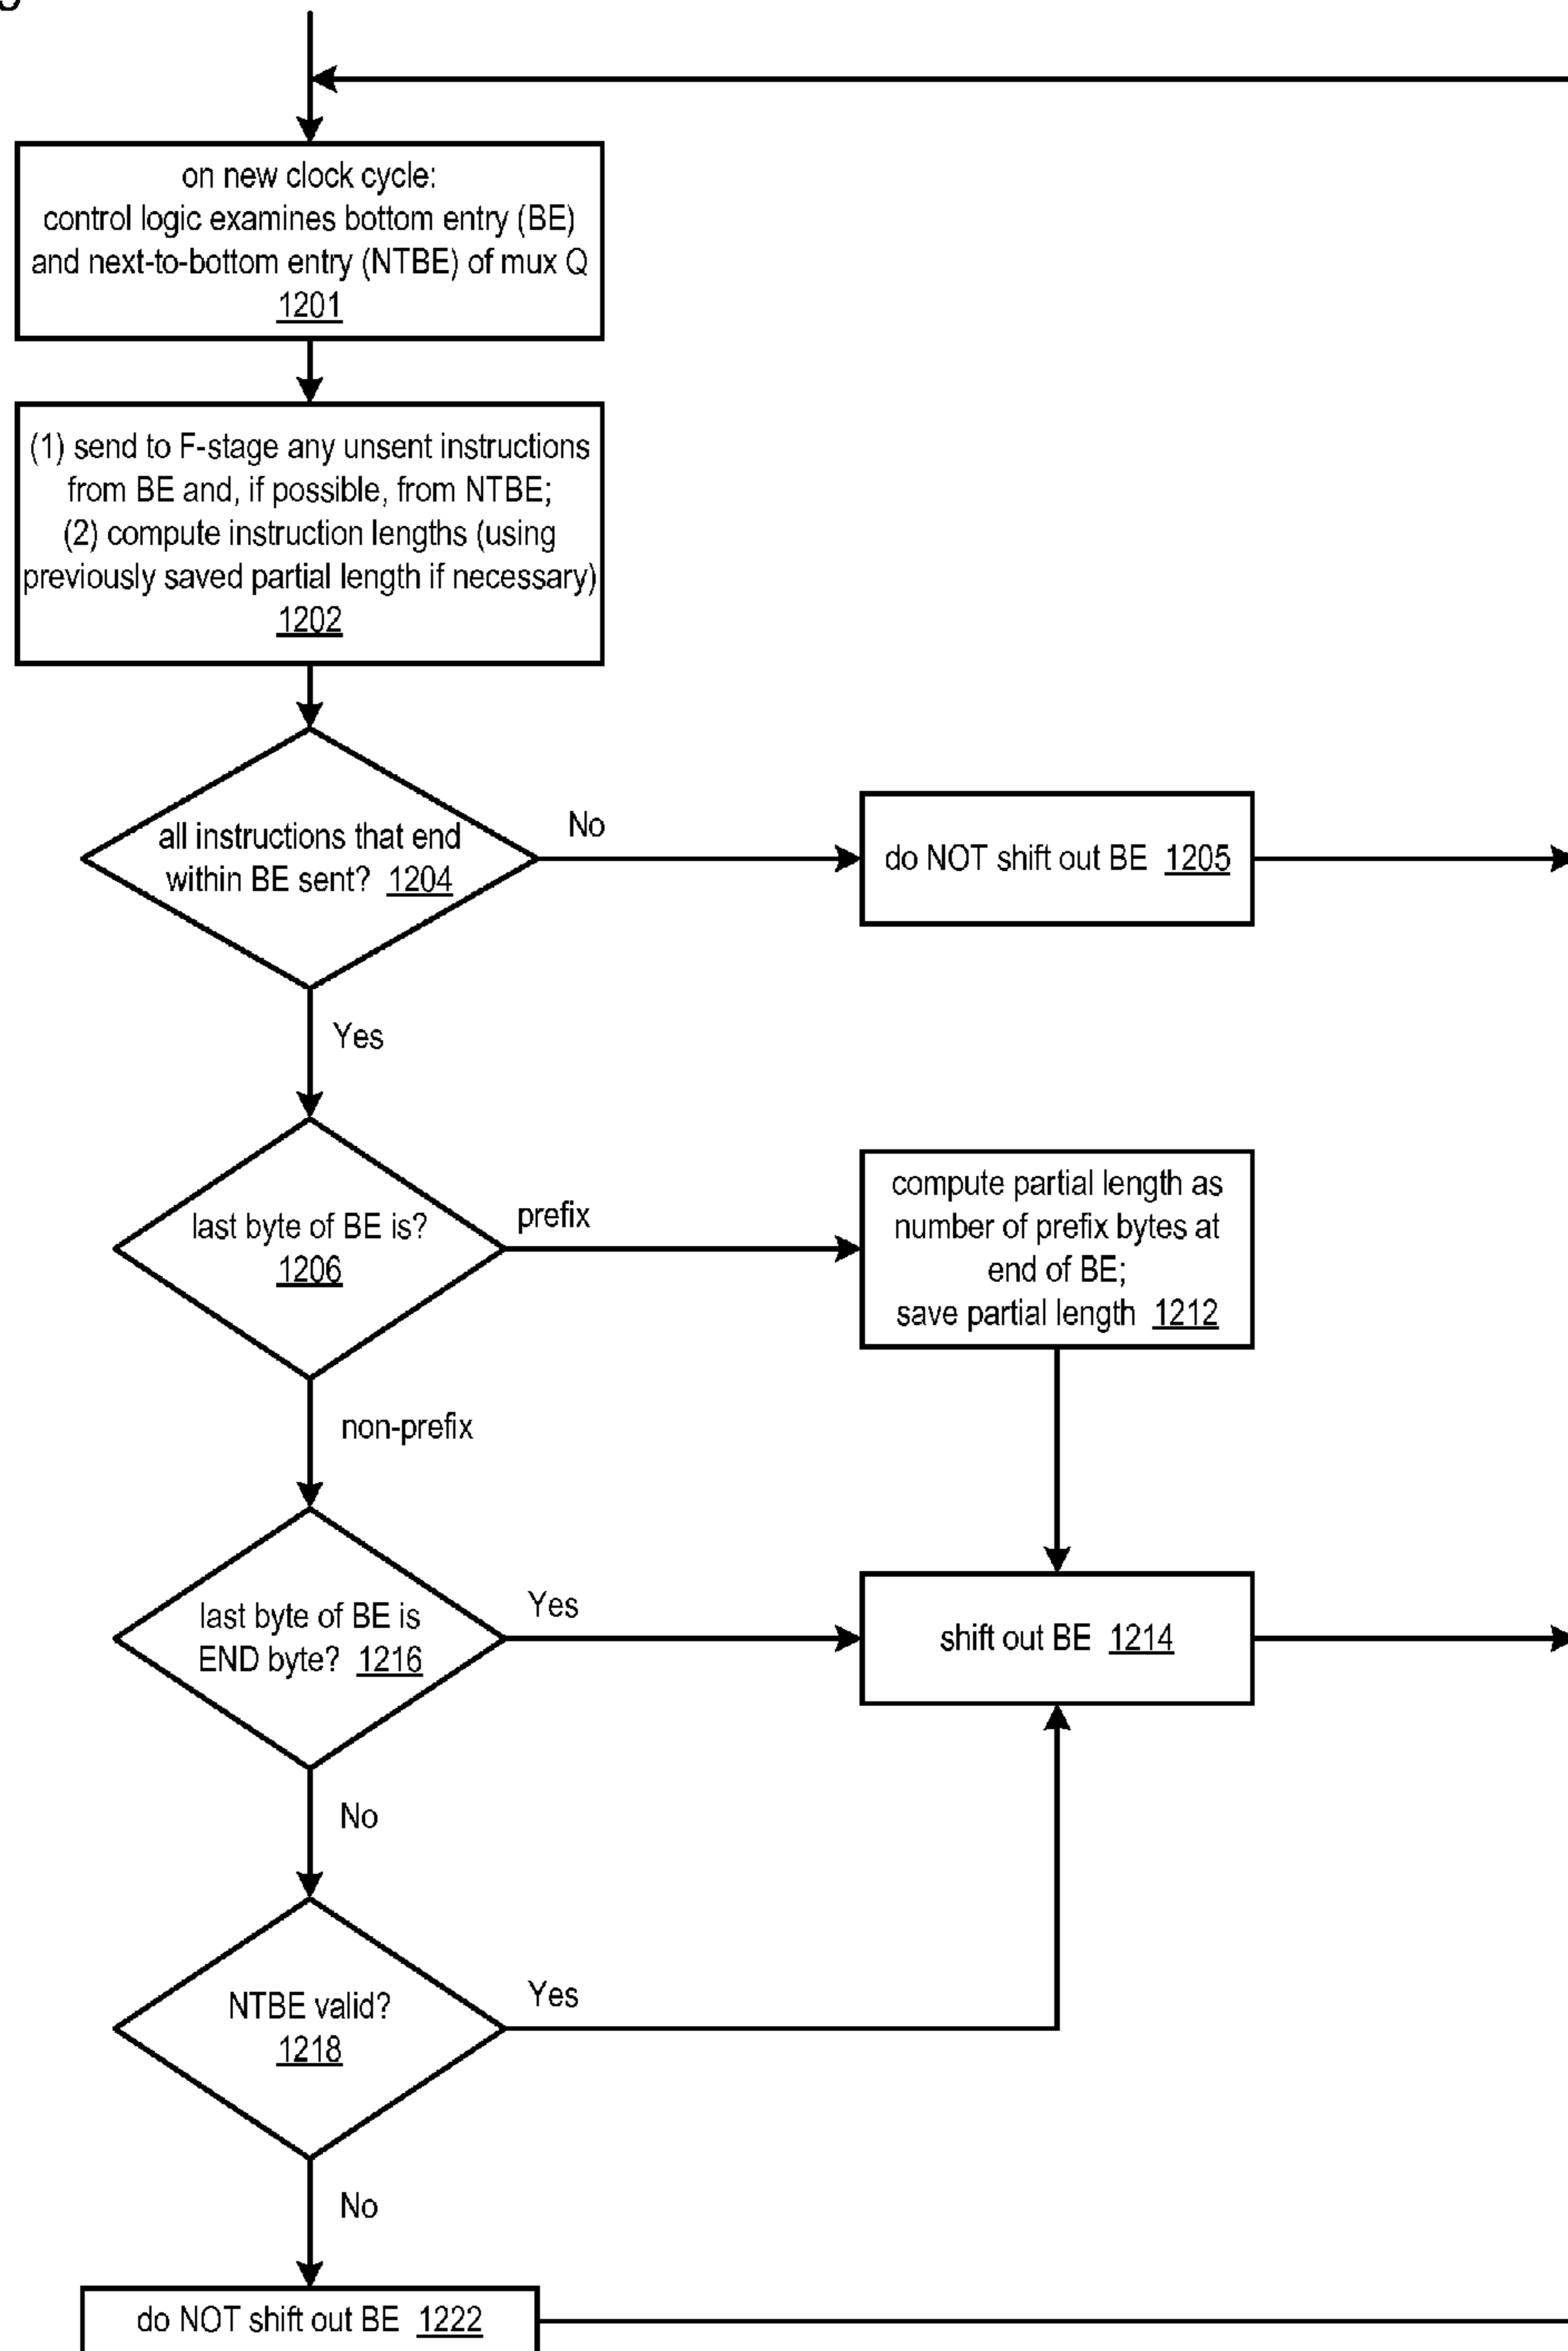 on new clock cycle:
control logic examines bottom entry (BE)
and next-to-bottom entry (NTBE) of mux Q
1201
(1) send to F-stage any unsent instructions
from BE and, if possible, from NTBE;
(2) compute instruction lengths (using
previously saved partial length if necessary)
1202
all instructions that end
within BE sent? 1204
No
do NOT shift out BE 1205
Yes
last byte of BE is?
1206
prefix
compute partial length as
number of prefix bytes at
end of BE;
save partial length 1212
non-prefix
last byte of BE is
END byte? 1216
Yes
shift out BE 1214
No
NTBE valid?
1218
Yes
No
do NOT shift out BE 1222